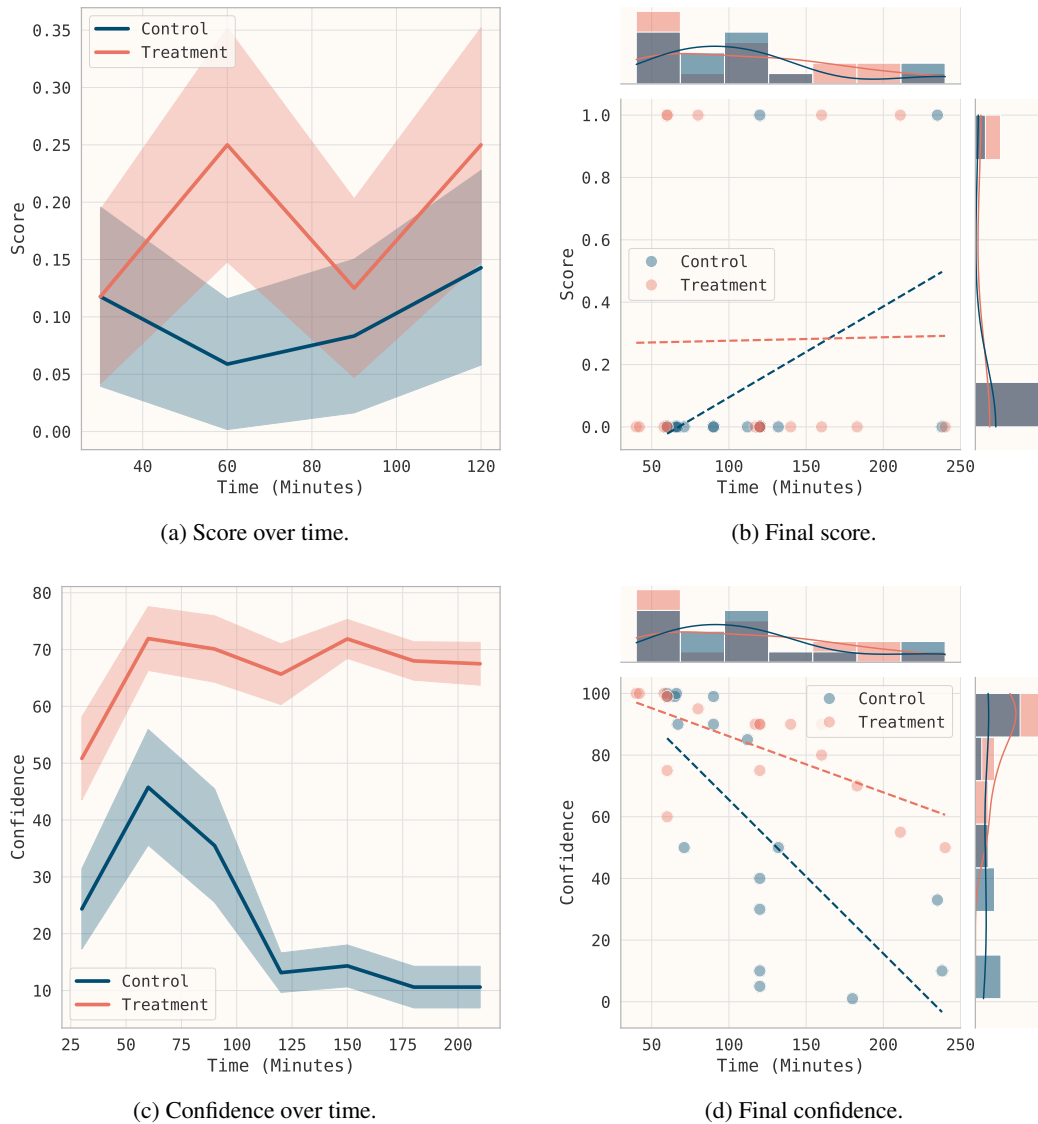 0.35
0.30
0.25
0.20
0.15
0.10
0.05
0.00
Score
Control
Treatment
40 60 80 100 120
Time (Minutes)
(a) Score over time.
1.0
0.8
0.6
0.4
0.2
0.0
Score
Control
Treatment
50 100 150 200 250
Time (Minutes)
(b) Final score.
80
70
60
50
40
30
20
10
Confidence
Control
Treatment
25 50 75 100 125 150 175 200
Time (Minutes)
(c) Confidence over time.
100
80
60
40
20
0
Confidence
Control
Treatment
50 100 150 200 250
Time (Minutes)
(d) Final confidence.